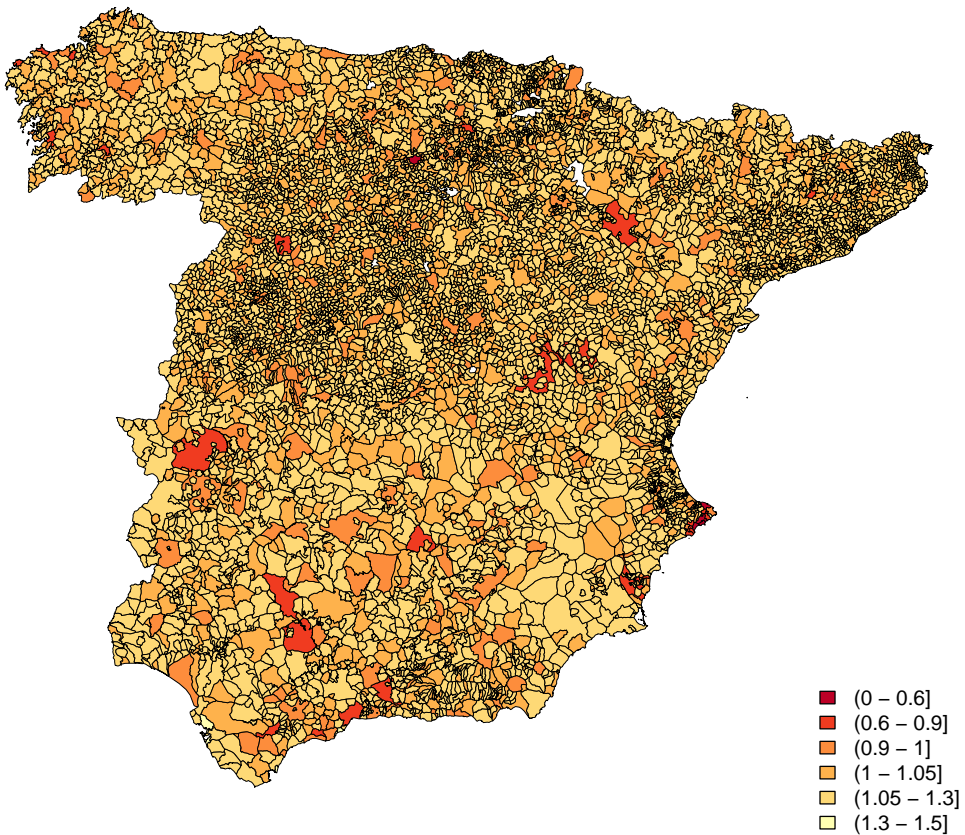 (0 – 0.6]
(0.6 – 0.9]
(0.9 – 1]
(1 – 1.05]
(1.05 – 1.3]
(1.3 – 1.5]